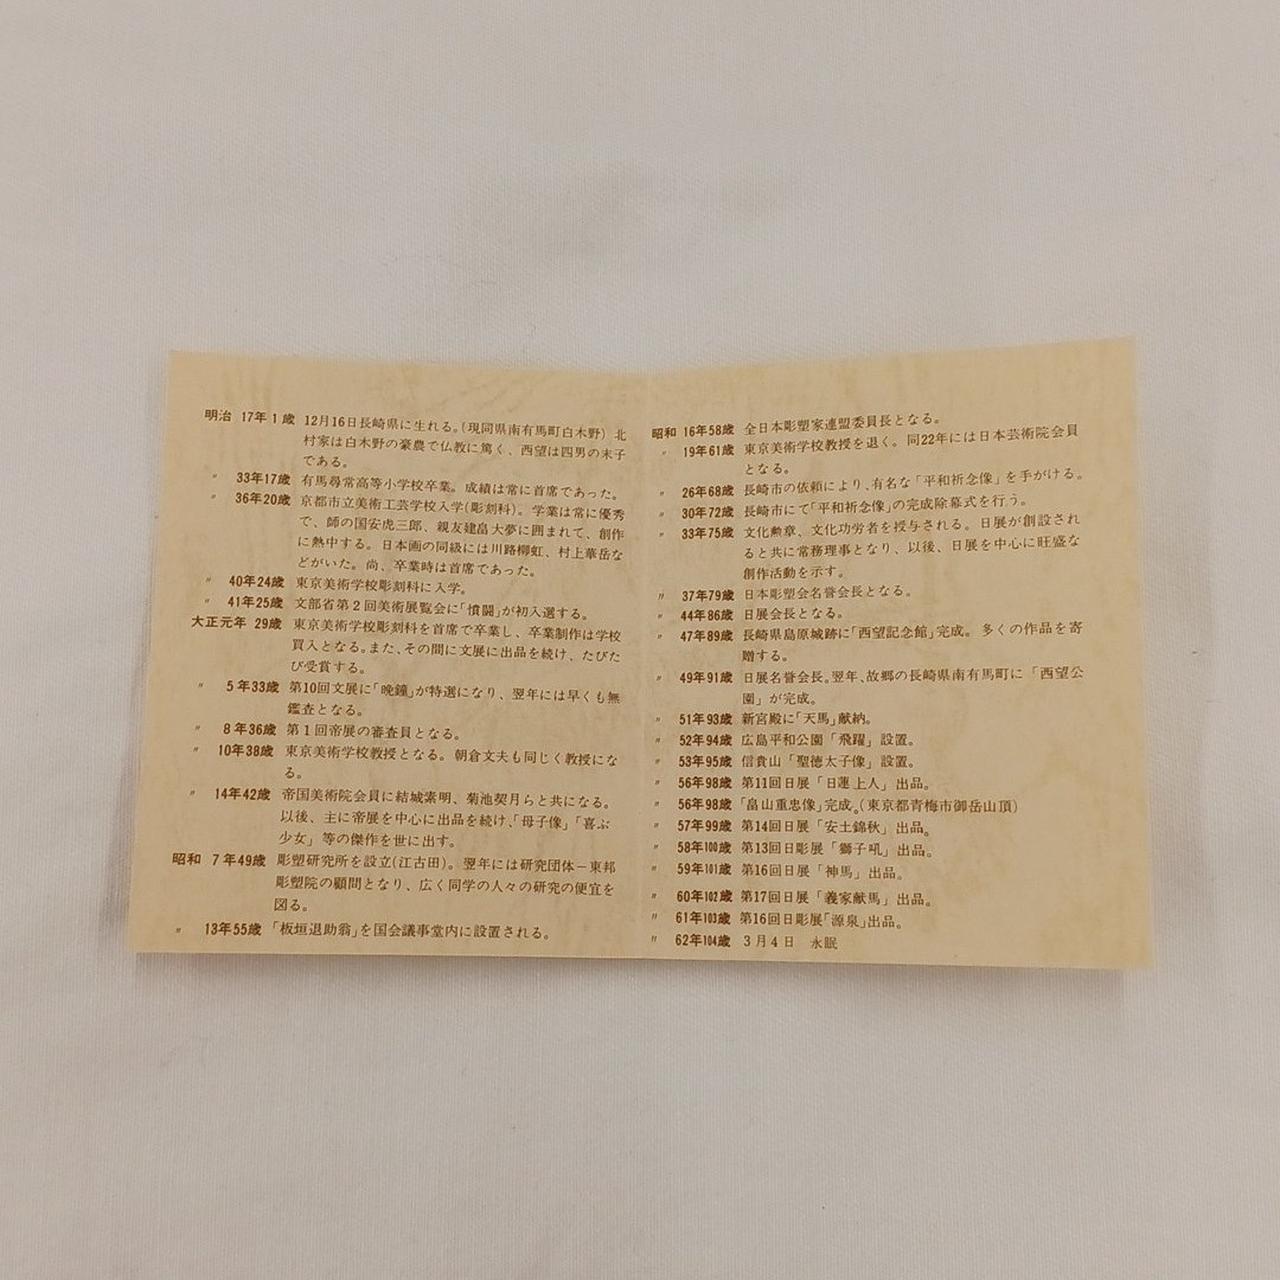 明治 17年 1歳 12月16日長崎県に生れる。(現同県南有馬町白木野) 北
村家は白木野の豪農で仏教に篤く、西望は四男の末子
である。
〃 33年17歳 有馬尋常高等小学校卒業。成績は常に首席であった。
〃 36年20歳 京都市立美術工芸学校入学(彫刻科)。学業は常に優秀
で、師の国安虎三郎、親友建畠大夢に囲まれて、創作
に熱中する。日本画の同級には川路柳虹、村上華岳な
どがいた。尚、卒業時は首席であった。
〃 40年24歳 東京美術学校彫刻科に入学。
〃 41年25歳 文部省第2回美術展覧会に「憤闘」が初入選する。
大正元年 29歳 東京美術学校彫刻科を首席で卒業し、卒業制作は学校
買入となる。また、その間に文展に出品を続け、たびた
び受賞する。
〃 5年33歳 第10回文展に「晩鐘」が特選になり、翌年には早くも無
鑑査となる。
〃 8年36歳 第1回帝展の審査員となる。
〃 10年38歳 東京美術学校教授となる。朝倉文夫も同じく教授にな
る。
〃 14年42歳 帝国美術院会員に結城素明、菊池契月らと共になる。
以後、主に帝展を中心に出品を続け、「母子像」「喜ぶ
少女」等の傑作を世に出す。
昭和 7年49歳 彫塑研究所を設立(江古田)。翌年には研究団体－東邦
彫塑院の顧問となり、広く同学の人々の研究の便宜を
図る。
〃 13年55歳 「板垣退助翁」を国会議事堂内に設置される。
昭和 16年58歳 全日本彫塑家連盟委員長となる。
〃 19年61歳 東京美術学校教授を退く。同22年には日本芸術院会員
となる。
〃 26年68歳 長崎市の依頼により、有名な「平和祈念像」を手がける。
〃 30年72歳 長崎市にて「平和祈念像」の完成除幕式を行う。
〃 33年75歳 文化勲章、文化功労者を授与される。日展が創設され
ると共に常務理事となり、以後、日展を中心に旺盛な
創作活動を示す。
〃 37年79歳 日本彫塑会名誉会長となる。
〃 44年86歳 日展会長となる。
〃 47年89歳 長崎県島原城跡に「西望記念館」完成。多くの作品を寄
贈する。
〃 49年91歳 日展名誉会長。翌年、故郷の長崎県南有馬町に「西望公
園」が完成。
〃 51年93歳 新宮殿に「天馬」献納。
〃 52年94歳 広島平和公園「飛躍」設置。
〃 53年95歳 信貴山「聖徳太子像」設置。
〃 56年98歳 第11回日展「日蓮上人」出品。
〃 56年98歳 「畠山重忠像」完成。(東京都青梅市御岳山頂)
〃 57年99歳 第14回日展「安土錦秋」出品。
〃 58年100歳 第13回日彫展「獅子吼」出品。
〃 59年101歳 第16回日展「神馬」出品。
〃 60年102歳 第17回日展「義家献馬」出品。
〃 61年103歳 第16回日彫展「源泉」出品。
〃 62年104歳 3月4日 永眠